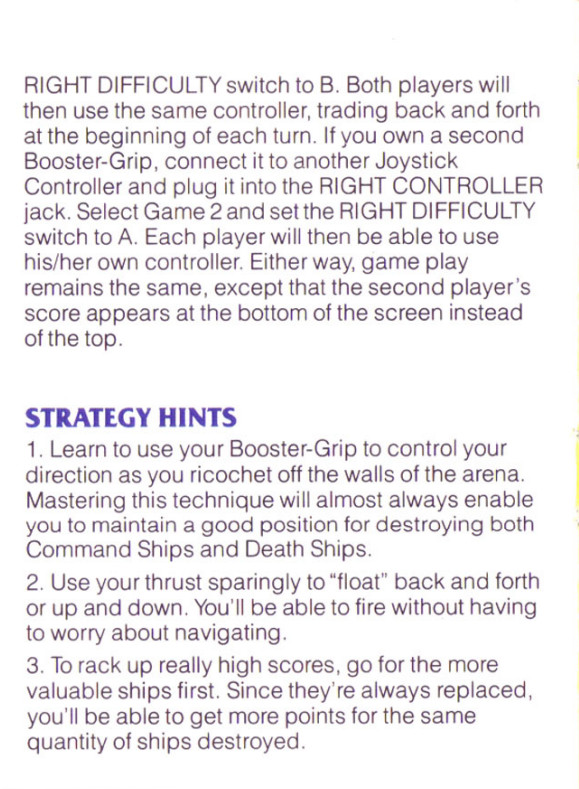 RIGHT DIFFICULTY switch to B. Both players will
then use the same controller, trading back and forth
at the beginning of each turn. If you own a second
Booster-Grip, connect it to another Joystick
Controller and plug it into the RIGHT CONTROLLER
jack. Select Game 2 and set the RIGHT DIFFICULTY
switch to A. Each player will then be able to use
his/her own controller. Either way, game play
remains the same, except that the second player's
score appears at the bottom of the screen instead
of the top.
STRATEGY HINTS
1. Learn to use your Booster-Grip to control your
direction as you ricochet off the walls of the arena.
Mastering this technique will almost always enable
you to maintain a good position for destroying both
Command Ships and Death Ships.
2. Use your thrust sparingly to "float" back and forth
or up and down. You'll be able to fire without having
to worry about navigating.
3. To rack up really high scores, go for the more
valuable ships first. Since they're always replaced,
you'll be able to get more points for the same
quantity of ships destroyed.